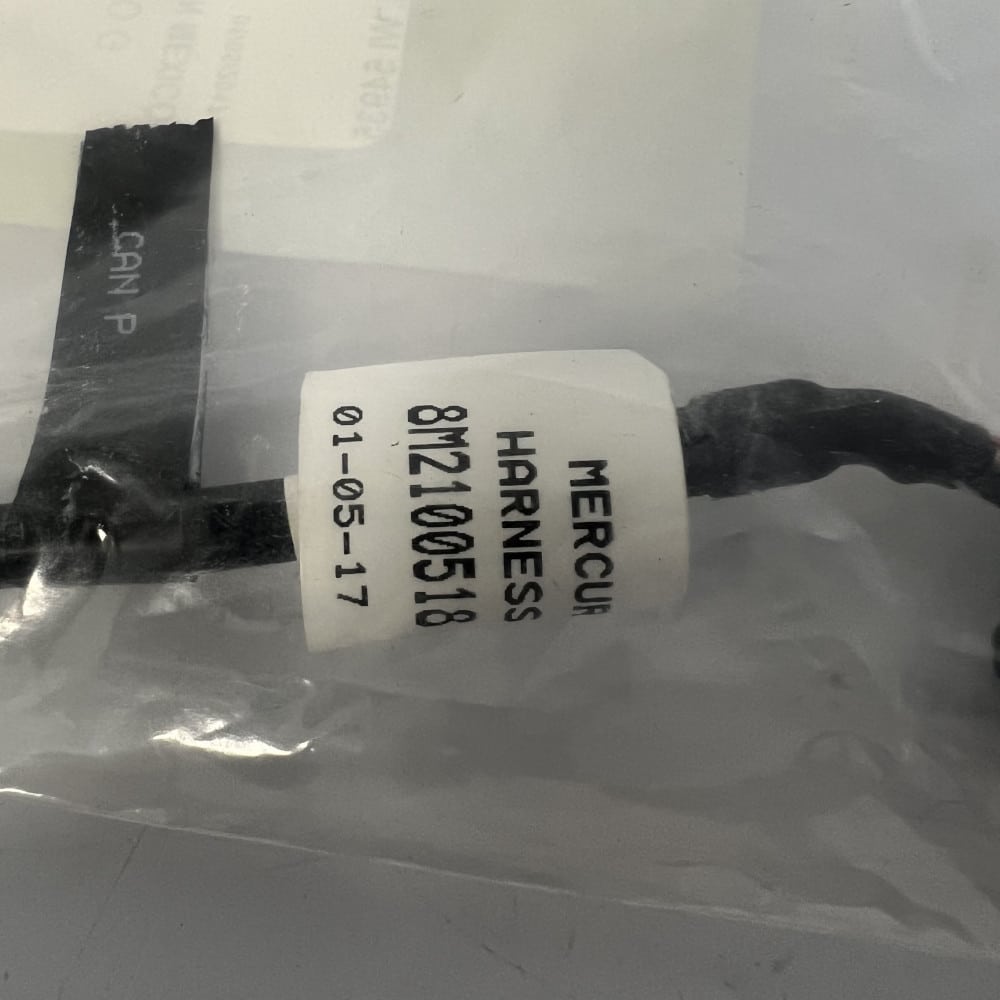 MERCUR
HARNESS
8M2100518
01-05-17
CAN P